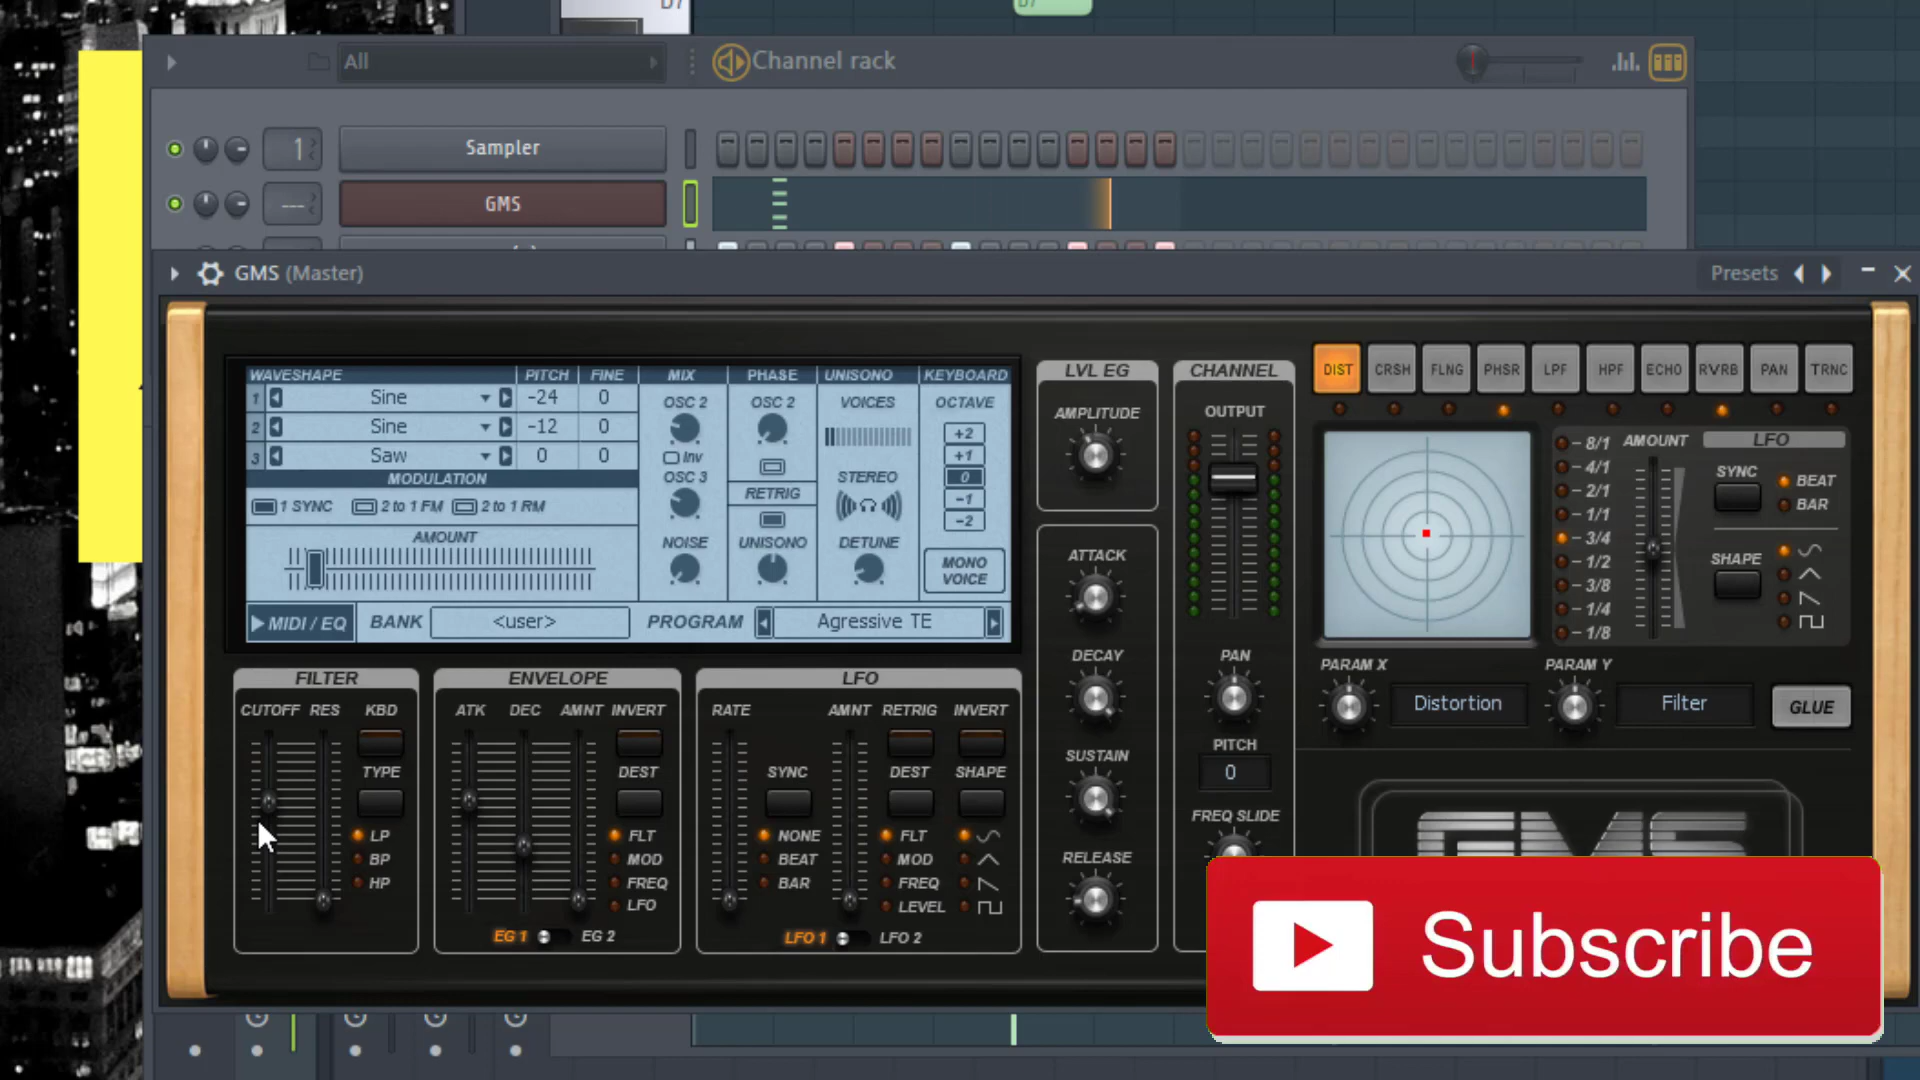 D7
D7
All
Channel rack
1
Sampler
---
GMS
GMS (Master)
Presets
WAVESHAPE PITCH FINE MIX PHASE UNISONO KEYBOARD
1 Sine -24 0
2 Sine -12 0
3 Saw 0 0
MODULATION
1 SYNC 2 to 1 FM 2 to 1 RM
AMOUNT
OSC 2
Inv
OSC 3
NOISE
OSC 2
RETRIG
UNISONO
VOICES
STEREO
DETUNE
OCTAVE
+2
+1
0
-1
-2
MONO
VOICE
MIDI / EQ BANK <user> PROGRAM Agressive TE
LVL EG
AMPLITUDE
ATTACK
DECAY
SUSTAIN
RELEASE
CHANNEL
OUTPUT
PAN
PITCH
0
FREQ SLIDE
DIST CRSH FLNG PHSR LPF HPF ECHO RVRB PAN TRNC
8/1
4/1
2/1
1/1
3/4
1/2
3/8
1/4
1/8
AMOUNT
LFO
SYNC
BEAT
BAR
SHAPE
PARAM X
Distortion
PARAM Y
Filter
GLUE
FILTER
CUTOFF RES KBD
TYPE
LP
BP
HP
ENVELOPE
ATK DEC AMNT INVERT
DEST
FLT
MOD
FREQ
LFO
EG 1 EG 2
LFO
RATE AMNT RETRIG INVERT
SYNC DEST SHAPE
NONE FLT
BEAT MOD
BAR FREQ
LEVEL
LFO 1 LFO 2
GMS
Subscribe